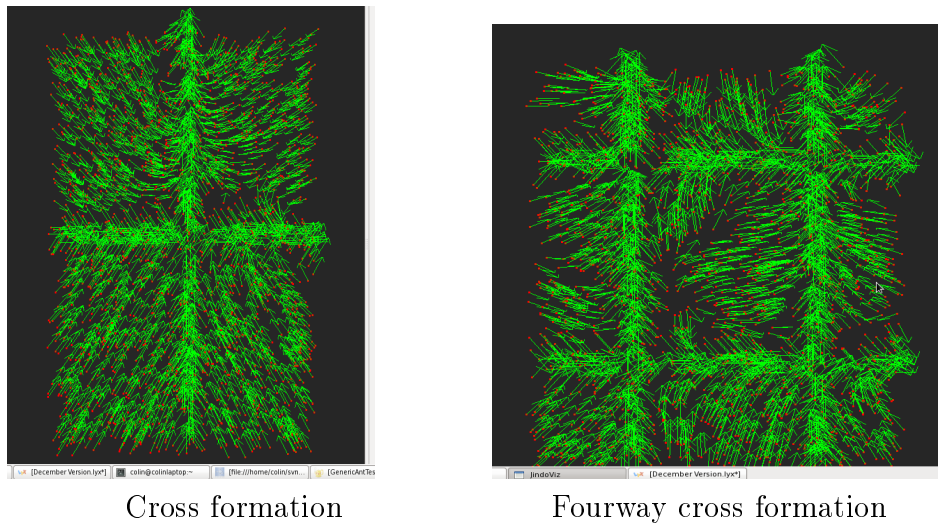 [December Version.lyx*] colin@colinlaptop:~ [file:///home/colin/svn... [GenericAntTes
JindoViz [December Version.lyx*]
Cross formation
Fourway cross formation